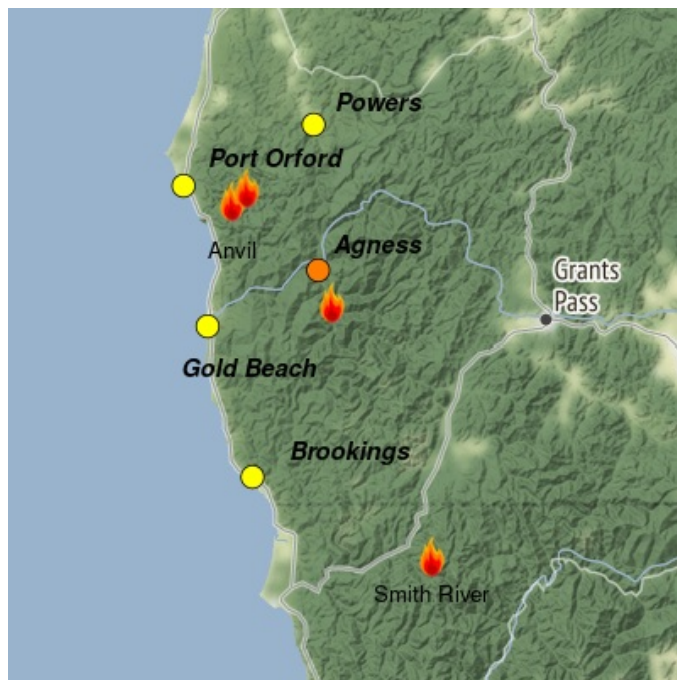 Powers
Port Orford
Anvil
Agness
Grants
Pass
Gold Beach
Brookings
Smith River